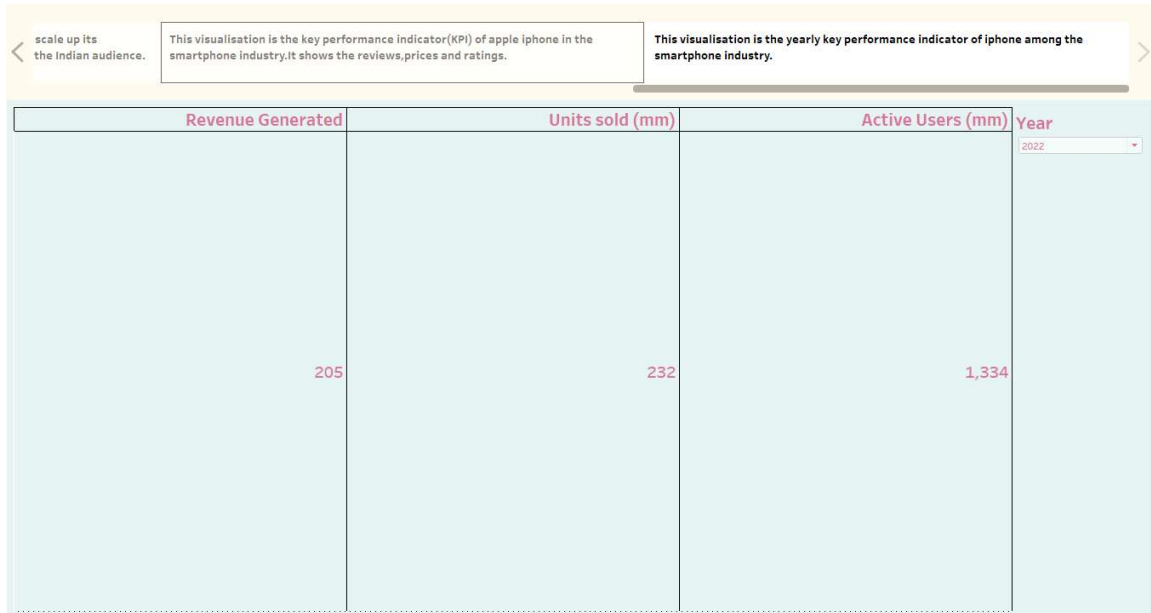 scale up its
the Indian audience.
This visualisation is the key performance indicator(KPI) of apple iphone in the
smartphone industry.It shows the reviews,prices and ratings.
This visualisation is the yearly key performance indicator of iphone among the
smartphone industry.
Revenue Generated Units sold (mm) Active Users (mm) Year
2022
205 232 1,334